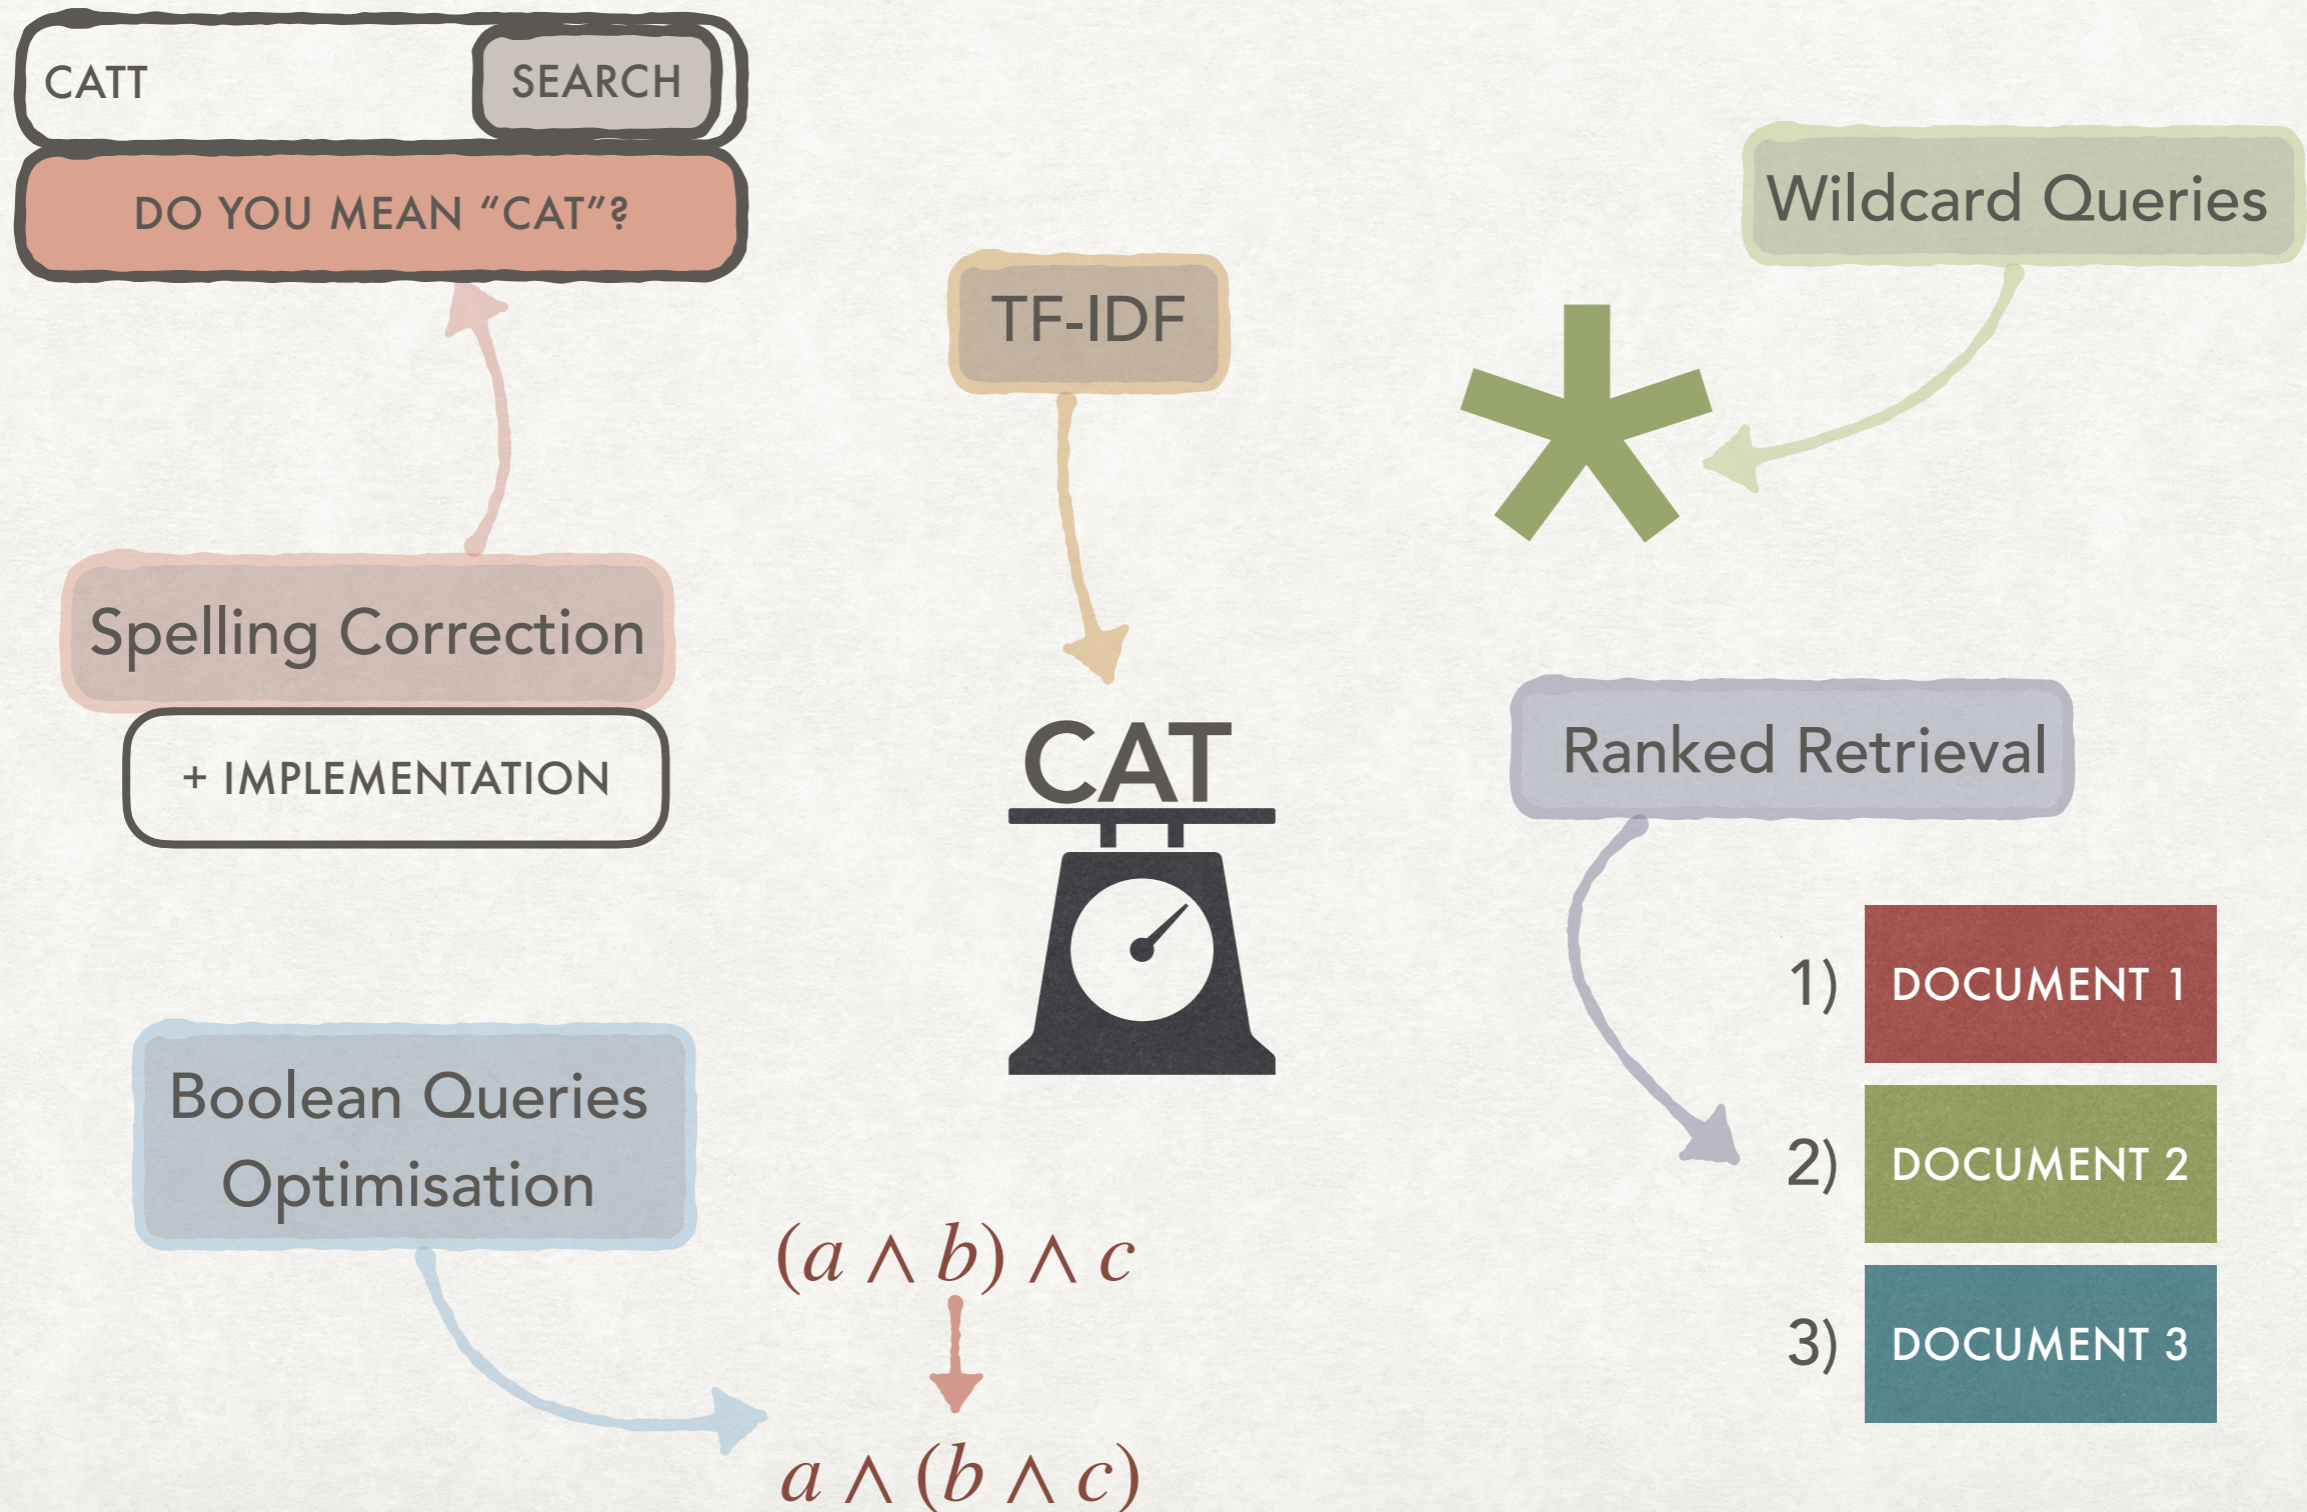 CATT
SEARCH
DO YOU MEAN “CAT”?
Wildcard Queries
TF-IDF
*
Spelling Correction
+ IMPLEMENTATION
CAT
Ranked Retrieval
1) DOCUMENT 1
2) DOCUMENT 2
3) DOCUMENT 3
Boolean Queries
Optimisation
(a ∧ b) ∧ c
a ∧ (b ∧ c)